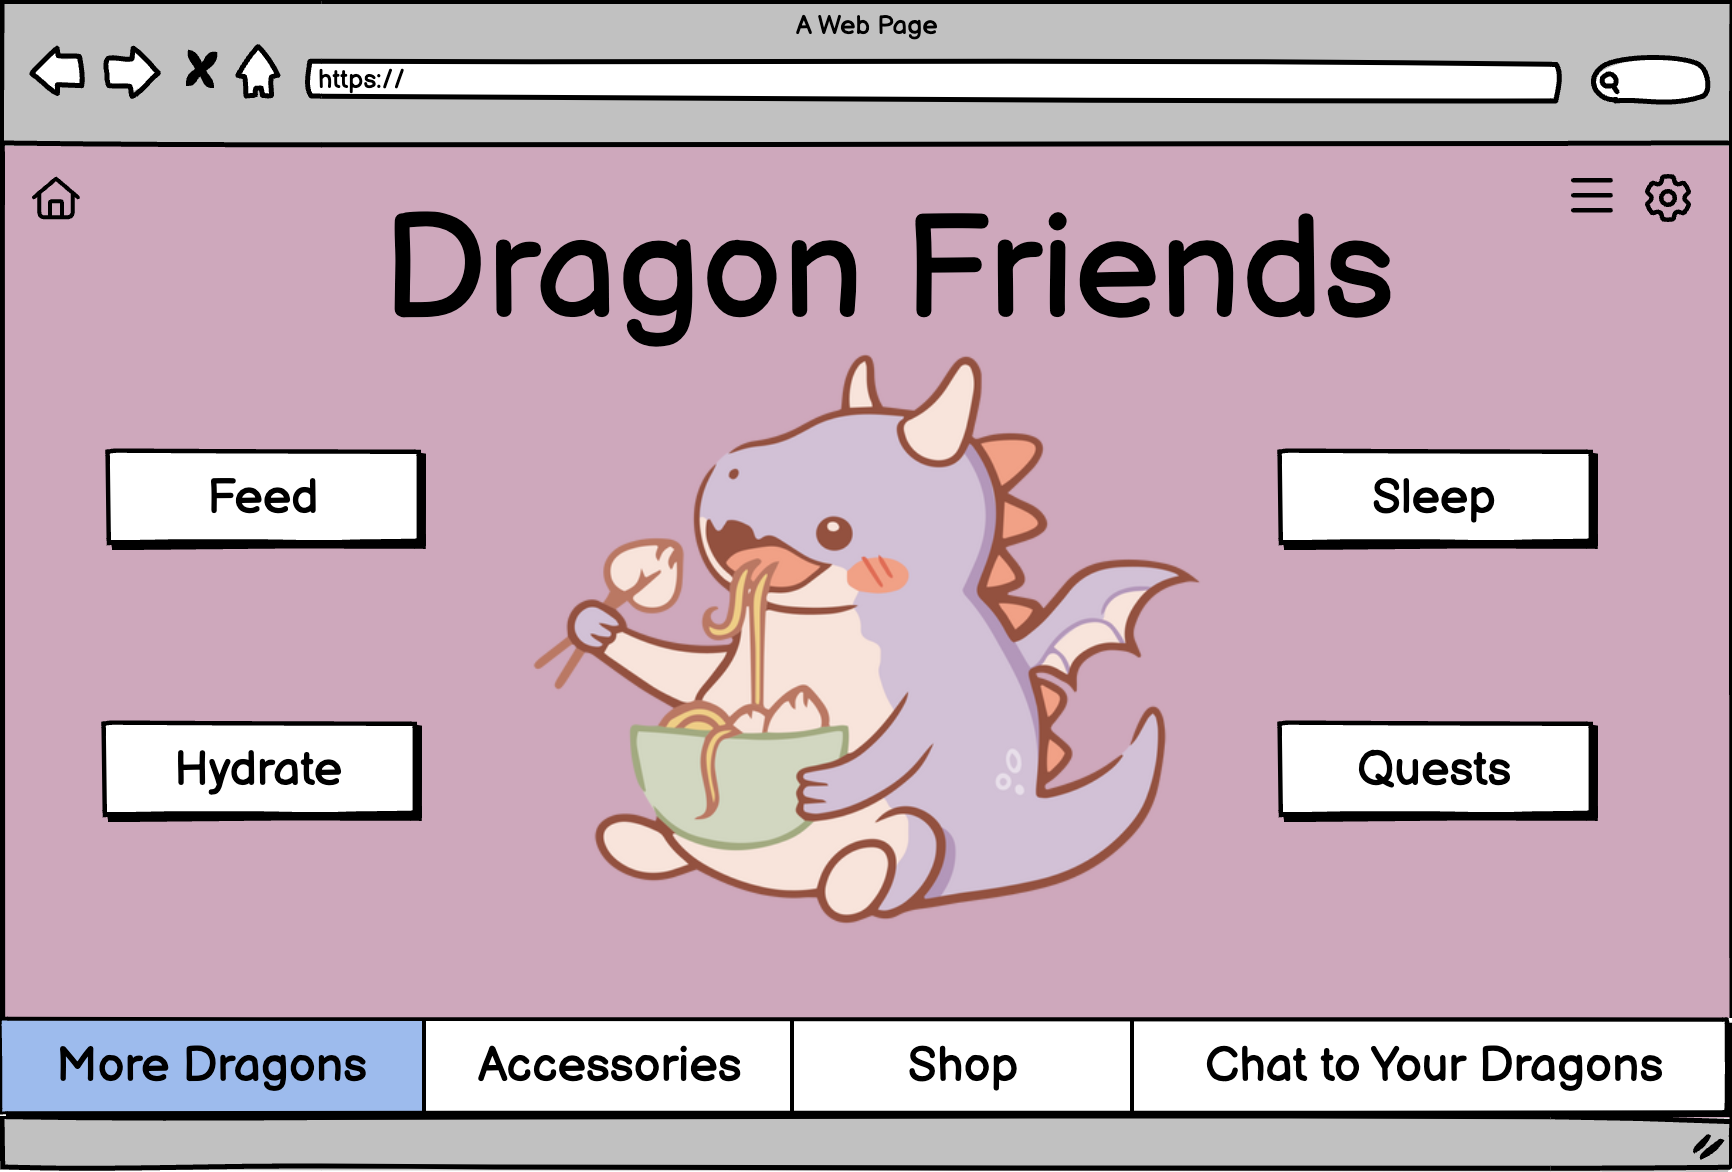 A Web Page
https://
Dragon Friends
Feed
Sleep
Hydrate
Quests
More Dragons
Accessories
Shop
Chat to Your Dragons